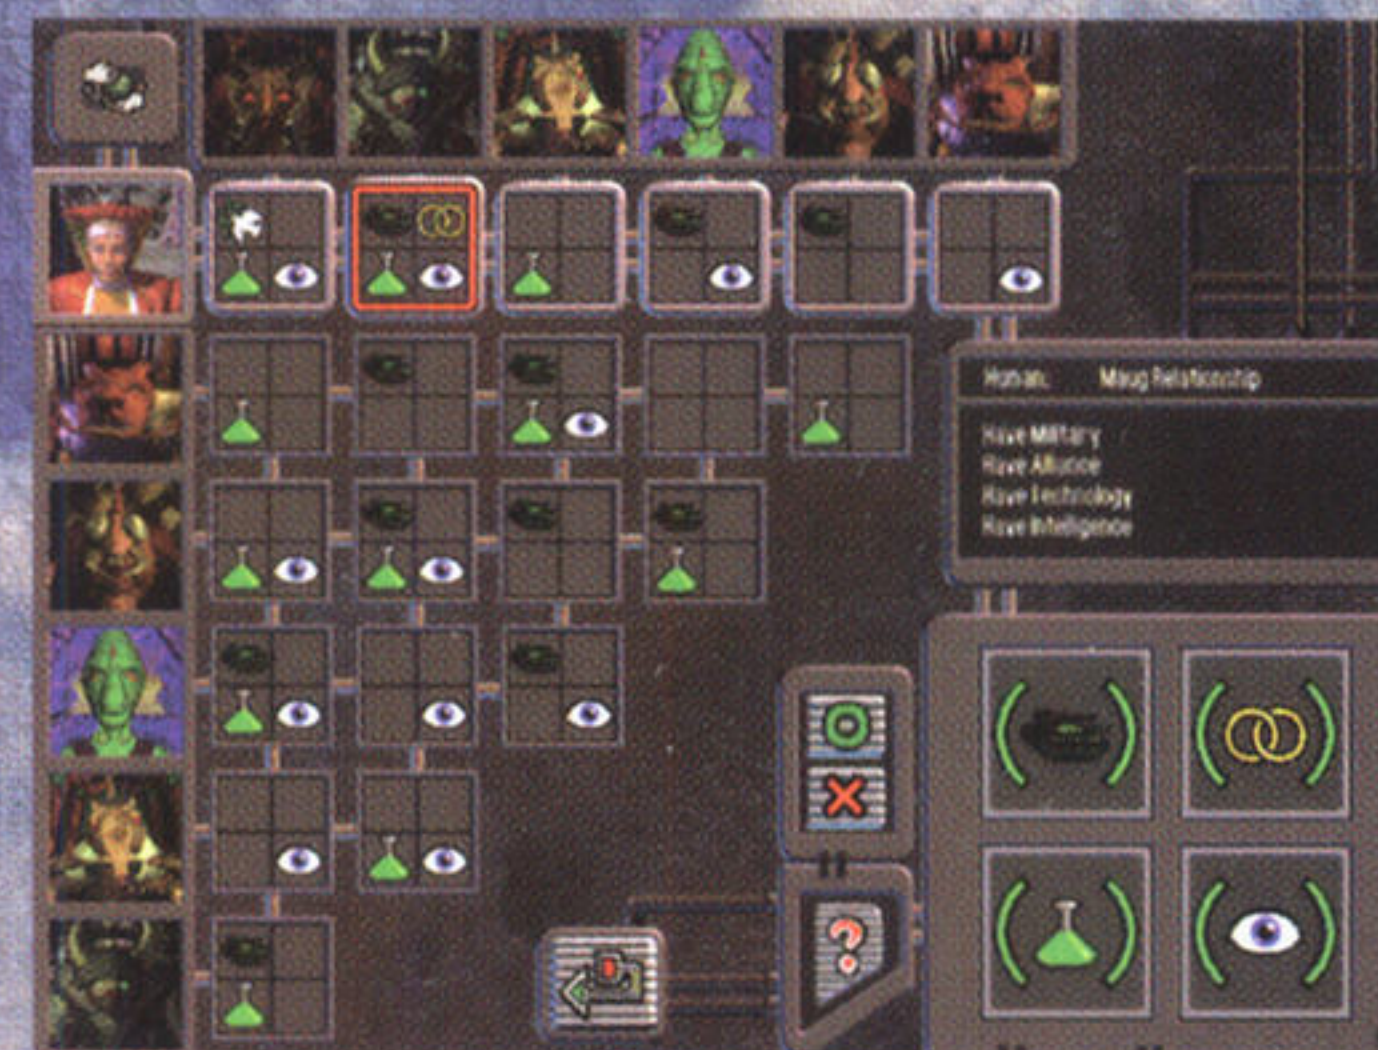 Human: Maug Relationship
Have Military
Have Alliance
Have Technology
Have Intelligence
?